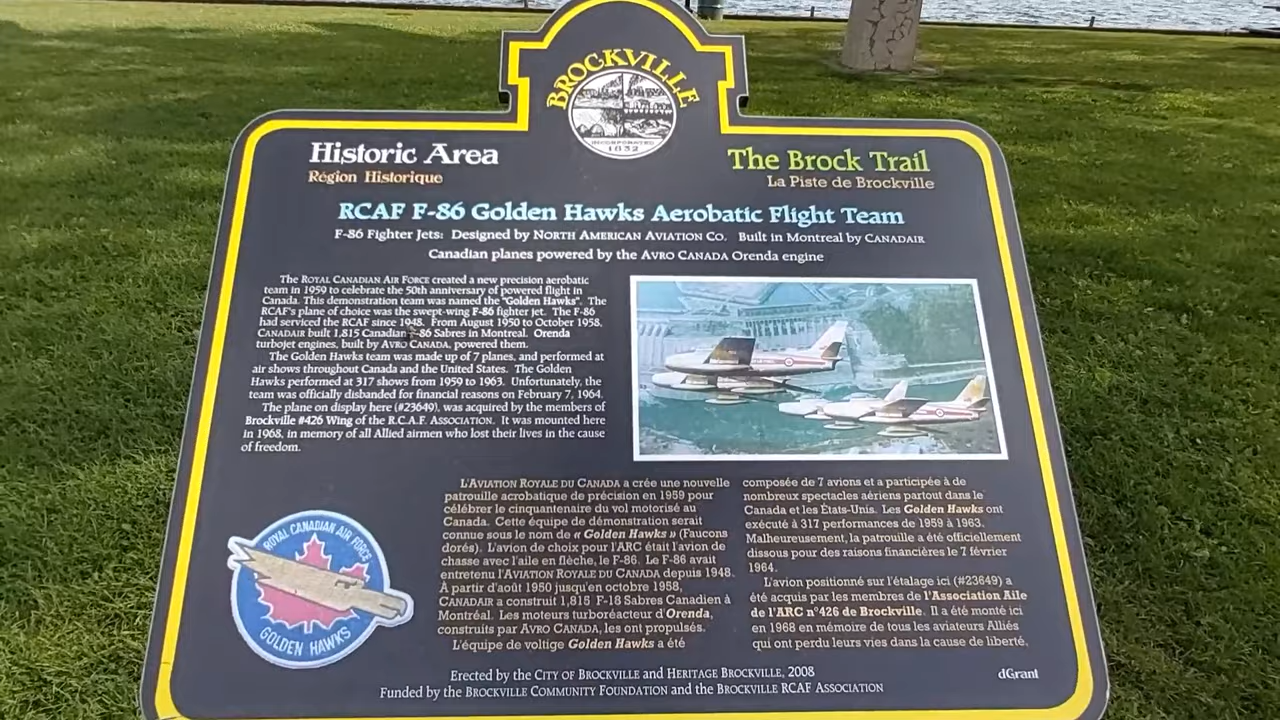 BROCKVILLE
INCORPORATED
1832
Historic Area
Région Historique
The Brock Trail
La Piste de Brockville
RCAF F-86 Golden Hawks Aerobatic Flight Team
F-86 Fighter Jets: Designed by NORTH AMERICAN AVIATION CO. Built in Montreal by CANADAIR
Canadian planes powered by the AVRO CANADA Orenda engine
The ROYAL CANADIAN AIR FORCE created a new precision aerobatic
team in 1959 to celebrate the 50th anniversary of powered flight in
Canada. This demonstration team was named the "Golden Hawks". The
RCAF's plane of choice was the swept-wing F-86 fighter jet. The F-86
had serviced the RCAF since 1948. From August 1950 to October 1958,
CANADAIR built 1,815 Canadian F-86 Sabres in Montreal. Orenda
turbojet engines, built by AVRO CANADA, powered them.
The Golden Hawks team was made up of 7 planes, and performed at
air shows throughout Canada and the United States. The Golden
Hawks performed at 317 shows from 1959 to 1963. Unfortunately, the
team was officially disbanded for financial reasons on February 7, 1964.
The plane on display here (#23649), was acquired by the members of
Brockville #426 Wing of the R.C.A.F. ASSOCIATION. It was mounted here
in 1968, in memory of all Allied airmen who lost their lives in the cause
of freedom.
L'AVIATION ROYALE DU CANADA a crée une nouvelle
patrouille acrobatique de précision en 1959 pour
célébrer le cinquantenaire du vol motorisé au
Canada. Cette équipe de démonstration serait
connue sous le nom de « Golden Hawks » (Faucons
dorés). L'avion de choix pour l'ARC était l'avion de
chasse avec l'aile en flèche, le F-86. Le F-86 avait
entretenu l'AVIATION ROYALE DU CANADA depuis 1948.
À partir d'août 1950 jusqu'en octobre 1958,
CANADAIR a construit 1,815 F-18 Sabres Canadien à
Montréal. Les moteurs turboréacteur d'Orenda,
construits par AVRO CANADA, les ont propulsés.
L'équipe de voltige Golden Hawks a été
composée de 7 avions et a participée à de
nombreux spectacles aériens partout dans le
Canada et les États-Unis. Les Golden Hawks ont
exécuté à 317 performances de 1959 à 1963.
Malheureusement, la patrouille a été officiellement
dissous pour des raisons financières le 7 février
1964.
L'avion positionné sur l'étalage ici (#23649) a
été acquis par les membres de l'Association Aile
de l'ARC n°426 de Brockville. Il a été monté ici
en 1968 en mémoire de tous les aviateurs Alliés
qui ont perdu leurs vies dans la cause de liberté.
ROYAL CANADIAN AIR FORCE
GOLDEN HAWKS
Erected by the CITY OF BROCKVILLE and HERITAGE BROCKVILLE, 2008
Funded by the BROCKVILLE COMMUNITY FOUNDATION and the BROCKVILLE RCAF ASSOCIATION
dGrant